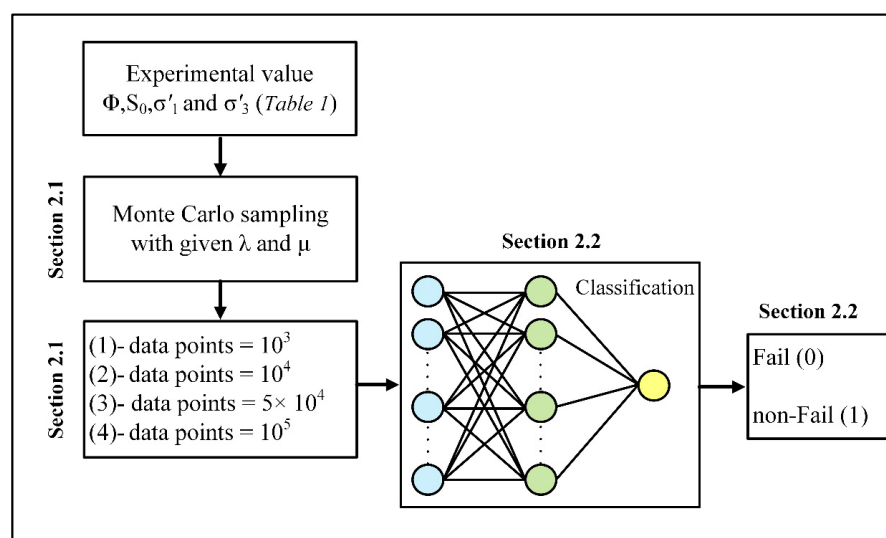 Experimental value
Φ,S₀,σ′₁ and σ′₃ (Table 1)
Section 2.1
Monte Carlo sampling
with given λ and μ
Section 2.1
(1)- data points = 10³
(2)- data points = 10⁴
(3)- data points = 5× 10⁴
(4)- data points = 10⁵
Section 2.2
Classification
Section 2.2
Fail (0)
non-Fail (1)